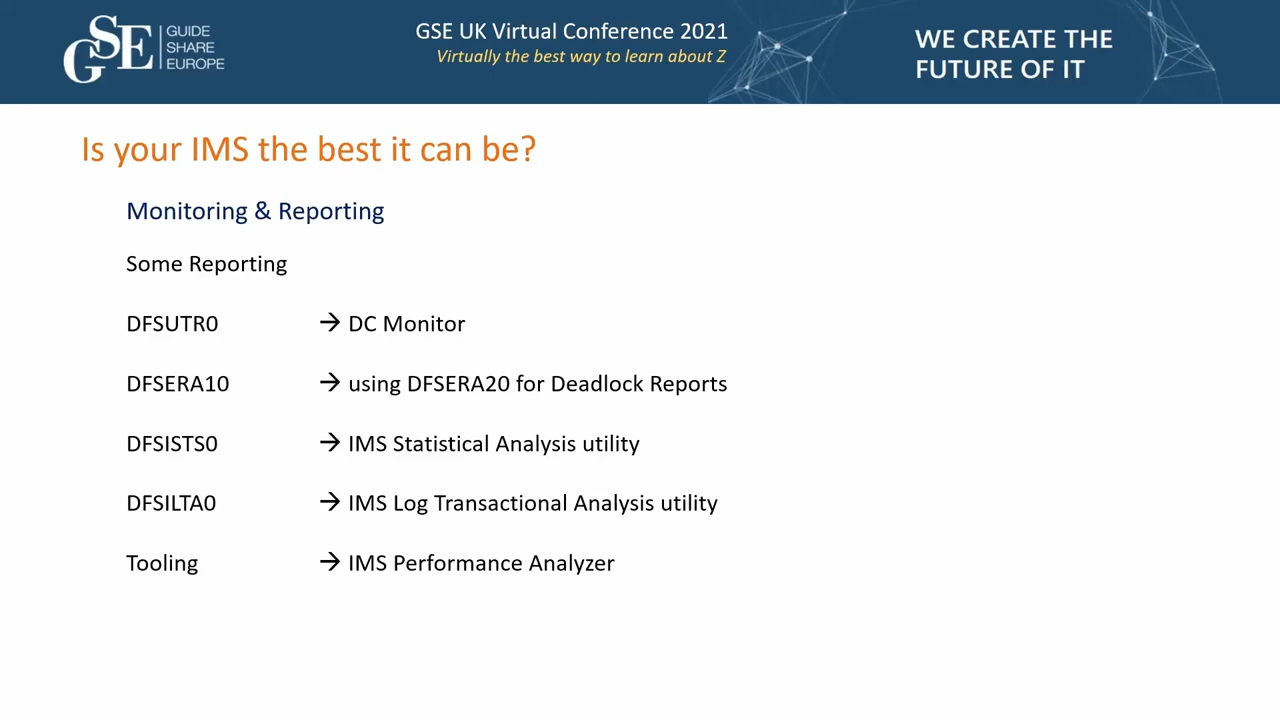 GSE
GUIDE
SHARE
EUROPE
GSE UK Virtual Conference 2021
Virtually the best way to learn about Z
WE CREATE THE
FUTURE OF IT
Is your IMS the best it can be?
Monitoring & Reporting
Some Reporting
DFSUTR0 → DC Monitor
DFSERA10 → using DFSERA20 for Deadlock Reports
DFSISTS0 → IMS Statistical Analysis utility
DFSILTA0 → IMS Log Transactional Analysis utility
Tooling → IMS Performance Analyzer